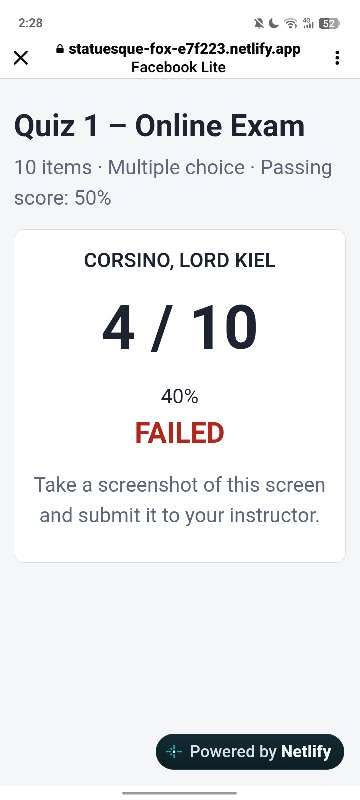 2:28
52
statuesque-fox-e7f223.netlify.app
Facebook Lite
Quiz 1 – Online Exam
10 items · Multiple choice · Passing
score: 50%
CORSINO, LORD KIEL
4 / 10
40%
FAILED
Take a screenshot of this screen
and submit it to your instructor.
Powered by Netlify